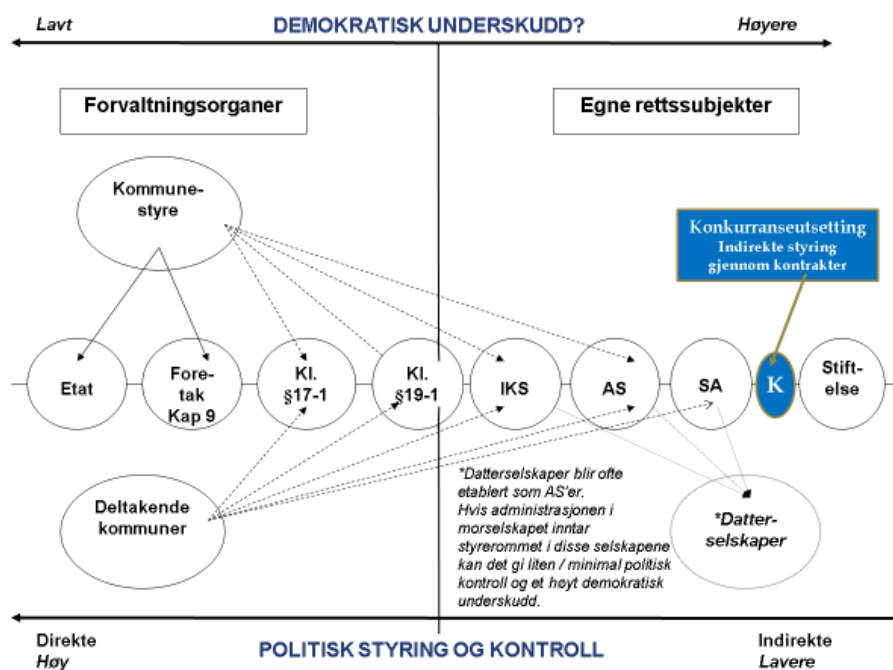 DEMOKRATISK UNDERSKUDD?
Lavt
Høyere
Forvaltningsorganer
Egne rettssubjekter
Kommune-
styre
Konkurranseutsetting
Indirekte styring
gjennom kontrakter
Etat
Fore-
tak
Kap 9
Kl.
§17-1
Kl.
§19-1
IKS
AS
SA
K
Stift-
else
Deltakende
kommuner
*Datterselskaper blir ofte
etablert som AS'er.
Hvis administrasjonen i
morselskapet inntar
styrerommet i disse selskapene
kan det gi liten / minimal politisk
kontroll og et høyt demokratisk
underskudd.
*Datter-
selskaper
Direkte
Høy
POLITISK STYRING OG KONTROLL
Indirekte
Lavere